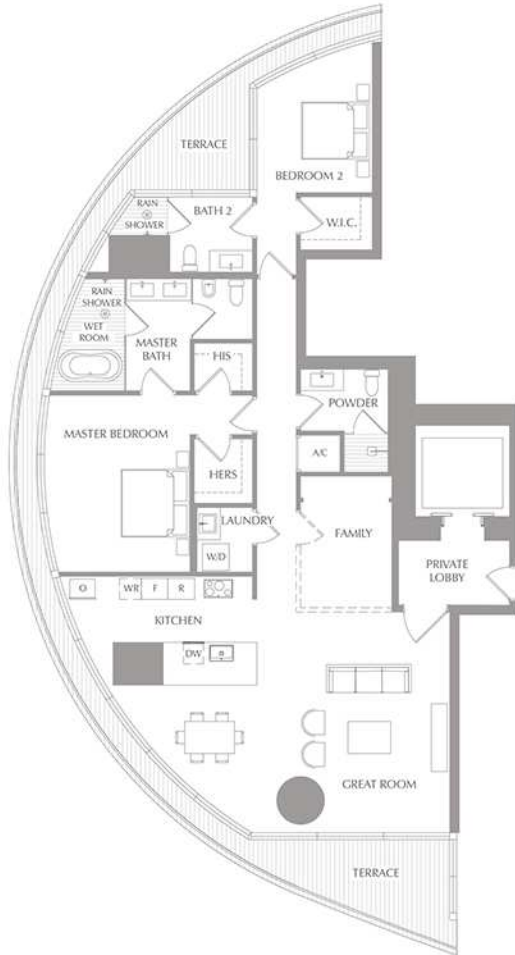 TERRACE
BEDROOM 2
RAIN
SHOWER
BATH 2
W.I.C.
RAIN
SHOWER
WET
ROOM
MASTER
BATH
HIS
POWDER
MASTER BEDROOM
A/C
HERS
LAUNDRY
FAMILY
W/D
PRIVATE
LOBBY
O
WR
F
R
KITCHEN
DW
GREAT ROOM
TERRACE